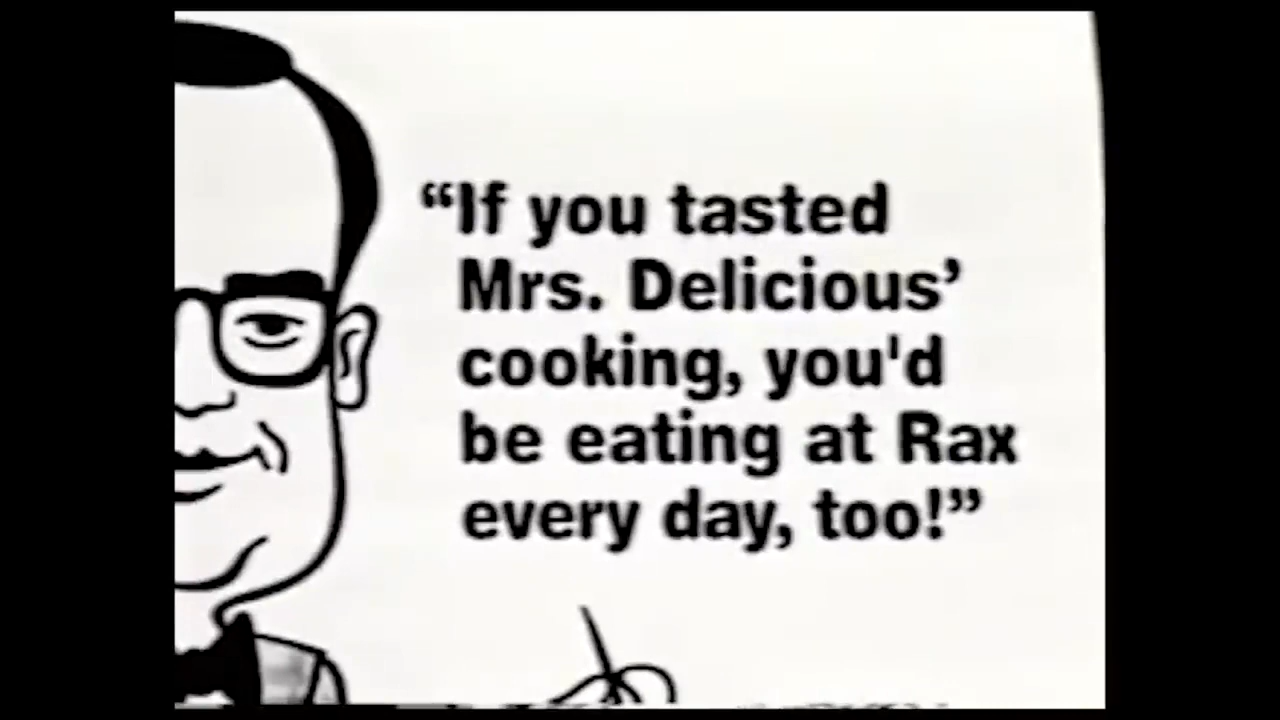 “If you tasted
Mrs. Delicious’
cooking, you'd
be eating at Rax
every day, too!”